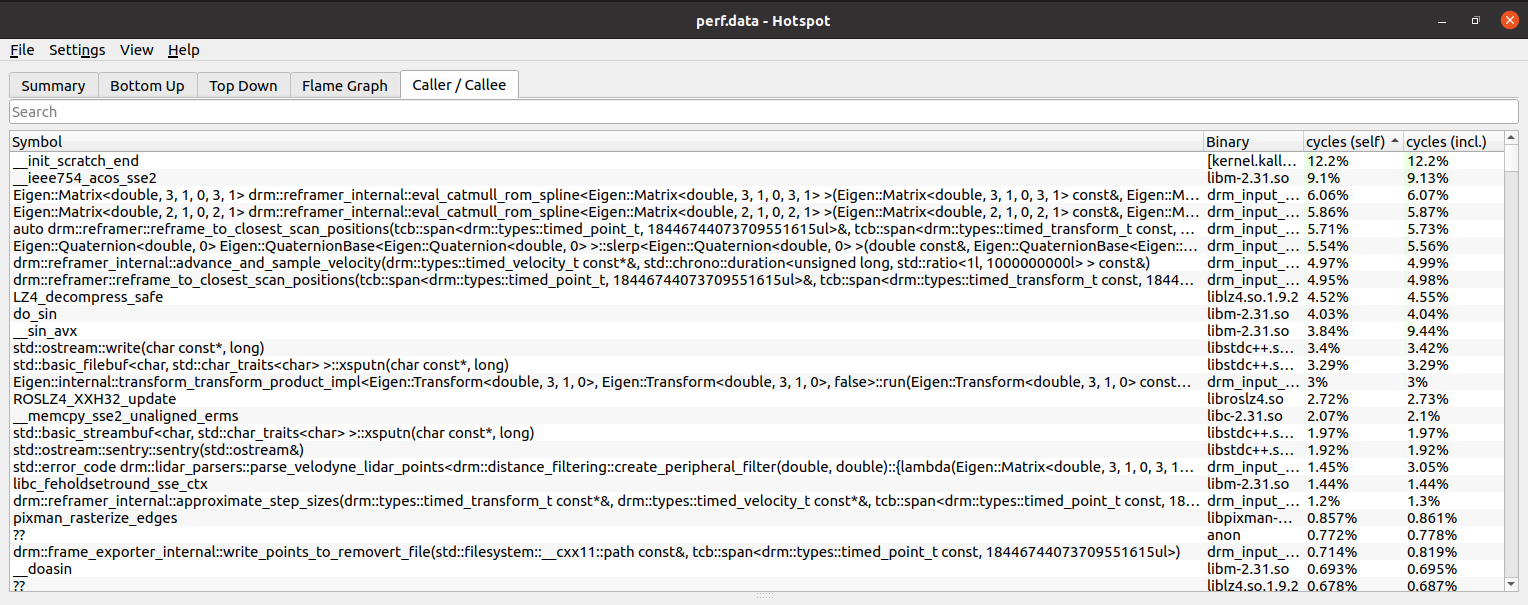 perf.data - Hotspot
File Settings View Help
Summary Bottom Up Top Down Flame Graph Caller / Callee
Search
Symbol Binary cycles (self) cycles (incl.)
__init_scratch_end [kernel.kall... 12.2% 12.2%
__ieee754_acos_sse2 libm-2.31.so 9.1% 9.13%
Eigen::Matrix<double, 3, 1, 0, 3, 1> drm::reframer_internal::eval_catmull_rom_spline<Eigen::Matrix<double, 3, 1, 0, 3, 1> >(Eigen::Matrix<double, 3, 1, 0, 3, 1> const&, Eigen::M... drm_input_... 6.06% 6.07%
Eigen::Matrix<double, 2, 1, 0, 2, 1> drm::reframer_internal::eval_catmull_rom_spline<Eigen::Matrix<double, 2, 1, 0, 2, 1> >(Eigen::Matrix<double, 2, 1, 0, 2, 1> const&, Eigen::M... drm_input_... 5.86% 5.87%
auto drm::reframer::reframe_to_closest_scan_positions(tcb::span<drm::types::timed_point_t, 18446744073709551615ul>&, tcb::span<drm::types::timed_transform_t const, ... drm_input_... 5.71% 5.73%
Eigen::Quaternion<double, 0> Eigen::QuaternionBase<Eigen::Quaternion<double, 0> >::slerp<Eigen::Quaternion<double, 0> >(double const&, Eigen::QuaternionBase<Eigen::... drm_input_... 5.54% 5.56%
drm::reframer_internal::advance_and_sample_velocity(drm::types::timed_velocity_t const*&, std::chrono::duration<unsigned long, std::ratio<1l, 1000000000l> > const&) drm_input_... 4.97% 4.99%
drm::reframer::reframe_to_closest_scan_positions(tcb::span<drm::types::timed_point_t, 18446744073709551615ul>&, tcb::span<drm::types::timed_transform_t const, 1844... drm_input_... 4.95% 4.98%
LZ4_decompress_safe liblz4.so.1.9.2 4.52% 4.55%
do_sin libm-2.31.so 4.03% 4.04%
__sin_avx libm-2.31.so 3.84% 9.44%
std::ostream::write(char const*, long) libstdc++.s... 3.4% 3.42%
std::basic_filebuf<char, std::char_traits<char> >::xsputn(char const*, long) libstdc++.s... 3.29% 3.29%
Eigen::internal::transform_transform_product_impl<Eigen::Transform<double, 3, 1, 0>, Eigen::Transform<double, 3, 1, 0>, false>::run(Eigen::Transform<double, 3, 1, 0> const... drm_input_... 3% 3%
ROSLZ4_XXH32_update libroslz4.so 2.72% 2.73%
__memcpy_sse2_unaligned_erms libc-2.31.so 2.07% 2.1%
std::basic_streambuf<char, std::char_traits<char> >::xsputn(char const*, long) libstdc++.s... 1.97% 1.97%
std::ostream::sentry::sentry(std::ostream&) libstdc++.s... 1.92% 1.92%
std::error_code drm::lidar_parsers::parse_velodyne_lidar_points<drm::distance_filtering::create_peripheral_filter(double, double)::{lambda(Eigen::Matrix<double, 3, 1, 0, 3, 1... drm_input_... 1.45% 3.05%
libc_feholdsetround_sse_ctx libm-2.31.so 1.44% 1.44%
drm::reframer_internal::approximate_step_sizes(drm::types::timed_transform_t const*&, drm::types::timed_velocity_t const*&, tcb::span<drm::types::timed_point_t const, 18... drm_input_... 1.2% 1.3%
pixman_rasterize_edges libpixman-... 0.857% 0.861%
?? anon 0.772% 0.778%
drm::frame_exporter_internal::write_points_to_removert_file(std::filesystem::__cxx11::path const&, tcb::span<drm::types::timed_point_t const, 18446744073709551615ul>) drm_input_... 0.714% 0.819%
__doasin libm-2.31.so 0.693% 0.695%
?? liblz4.so.1.9.2 0.678% 0.687%